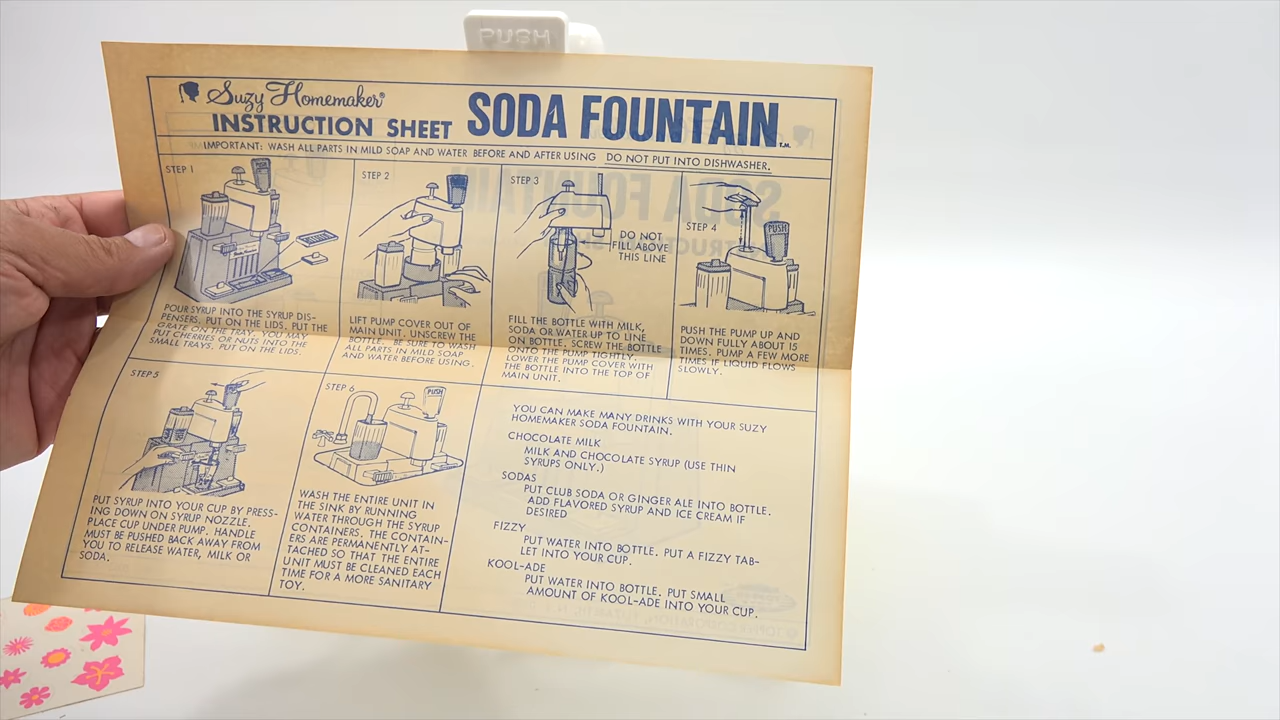 PUSH
Suzy Homemaker®
INSTRUCTION SHEET
SODA FOUNTAIN T.M.
IMPORTANT: WASH ALL PARTS IN MILD SOAP AND WATER BEFORE AND AFTER USING DO NOT PUT INTO DISHWASHER.
STEP 1
PUSH
POUR SYRUP INTO THE SYRUP DIS-
PENSERS. PUT ON THE LIDS. PUT THE
GRATE ON THE TRAY. YOU MAY
PUT CHERRIES OR NUTS INTO THE
SMALL TRAYS. PUT ON THE LIDS.
STEP 2
LIFT PUMP COVER OUT OF
MAIN UNIT. UNSCREW THE
BOTTLE. BE SURE TO WASH
ALL PARTS IN MILD SOAP
AND WATER BEFORE USING.
STEP 3
DO NOT
FILL ABOVE
THIS LINE
FILL THE BOTTLE WITH MILK,
SODA OR WATER UP TO LINE
ON BOTTLE. SCREW THE BOTTLE
ONTO THE PUMP TIGHTLY.
LOWER THE PUMP COVER WITH
THE BOTTLE INTO THE TOP OF
MAIN UNIT.
STEP 4
PUSH
PUSH THE PUMP UP AND
DOWN FULLY ABOUT 15
TIMES. PUMP A FEW MORE
TIMES IF LIQUID FLOWS
SLOWLY.
STEP 5
PUT SYRUP INTO YOUR CUP BY PRESS-
ING DOWN ON SYRUP NOZZLE.
PLACE CUP UNDER PUMP. HANDLE
MUST BE PUSHED BACK AWAY FROM
YOU TO RELEASE WATER, MILK OR
SODA.
STEP 6
PUSH
WASH THE ENTIRE UNIT IN
THE SINK BY RUNNING
WATER THROUGH THE SYRUP
CONTAINERS. THE CONTAIN-
ERS ARE PERMANENTLY AT-
TACHED SO THAT THE ENTIRE
UNIT MUST BE CLEANED EACH
TIME FOR A MORE SANITARY
TOY.
YOU CAN MAKE MANY DRINKS WITH YOUR SUZY
HOMEMAKER SODA FOUNTAIN.
CHOCOLATE MILK
MILK AND CHOCOLATE SYRUP (USE THIN
SYRUPS ONLY.)
SODAS
PUT CLUB SODA OR GINGER ALE INTO BOTTLE.
ADD FLAVORED SYRUP AND ICE CREAM IF
DESIRED
FIZZY
PUT WATER INTO BOTTLE. PUT A FIZZY TAB-
LET INTO YOUR CUP.
KOOL-ADE
PUT WATER INTO BOTTLE. PUT SMALL
AMOUNT OF KOOL-ADE INTO YOUR CUP.